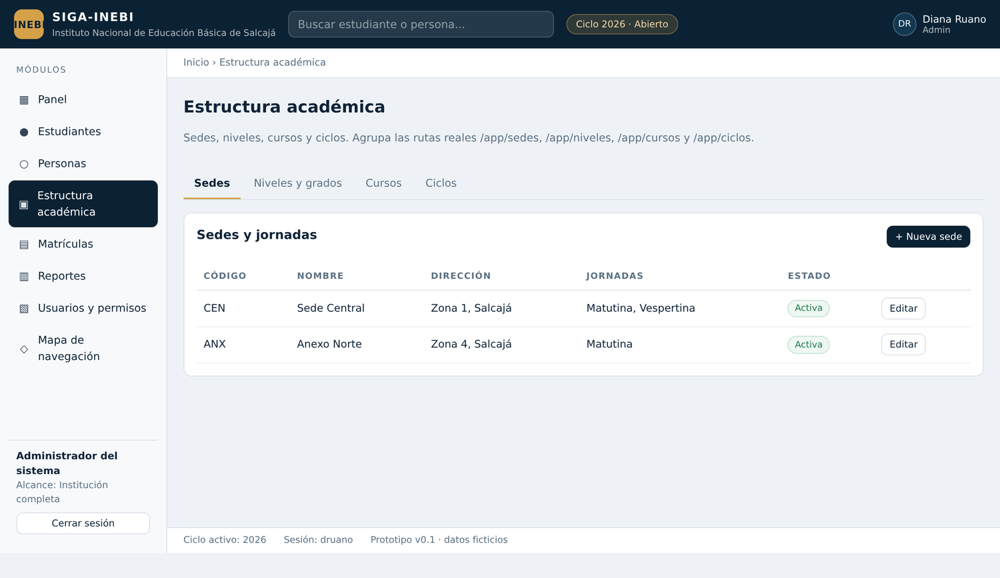 INEBI
SIGA-INEBI
Instituto Nacional de Educación Básica de Salcajá
Buscar estudiante o persona...
Ciclo 2026 · Abierto
DR
Diana Ruano
Admin
MÓDULOS
Panel
Estudiantes
Personas
Estructura
académica
Matrículas
Reportes
Usuarios y permisos
Mapa de
navegación
Administrador del
sistema
Alcance: Institución
completa
Cerrar sesión
Inicio › Estructura académica
Estructura académica
Sedes, niveles, cursos y ciclos. Agrupa las rutas reales /app/sedes, /app/niveles, /app/cursos y /app/ciclos.
Sedes Niveles y grados Cursos Ciclos
Sedes y jornadas
+ Nueva sede
CÓDIGO NOMBRE DIRECCIÓN JORNADAS ESTADO
CEN Sede Central Zona 1, Salcajá Matutina, Vespertina Activa Editar
ANX Anexo Norte Zona 4, Salcajá Matutina Activa Editar
Ciclo activo: 2026 Sesión: druano Prototipo v0.1 · datos ficticios